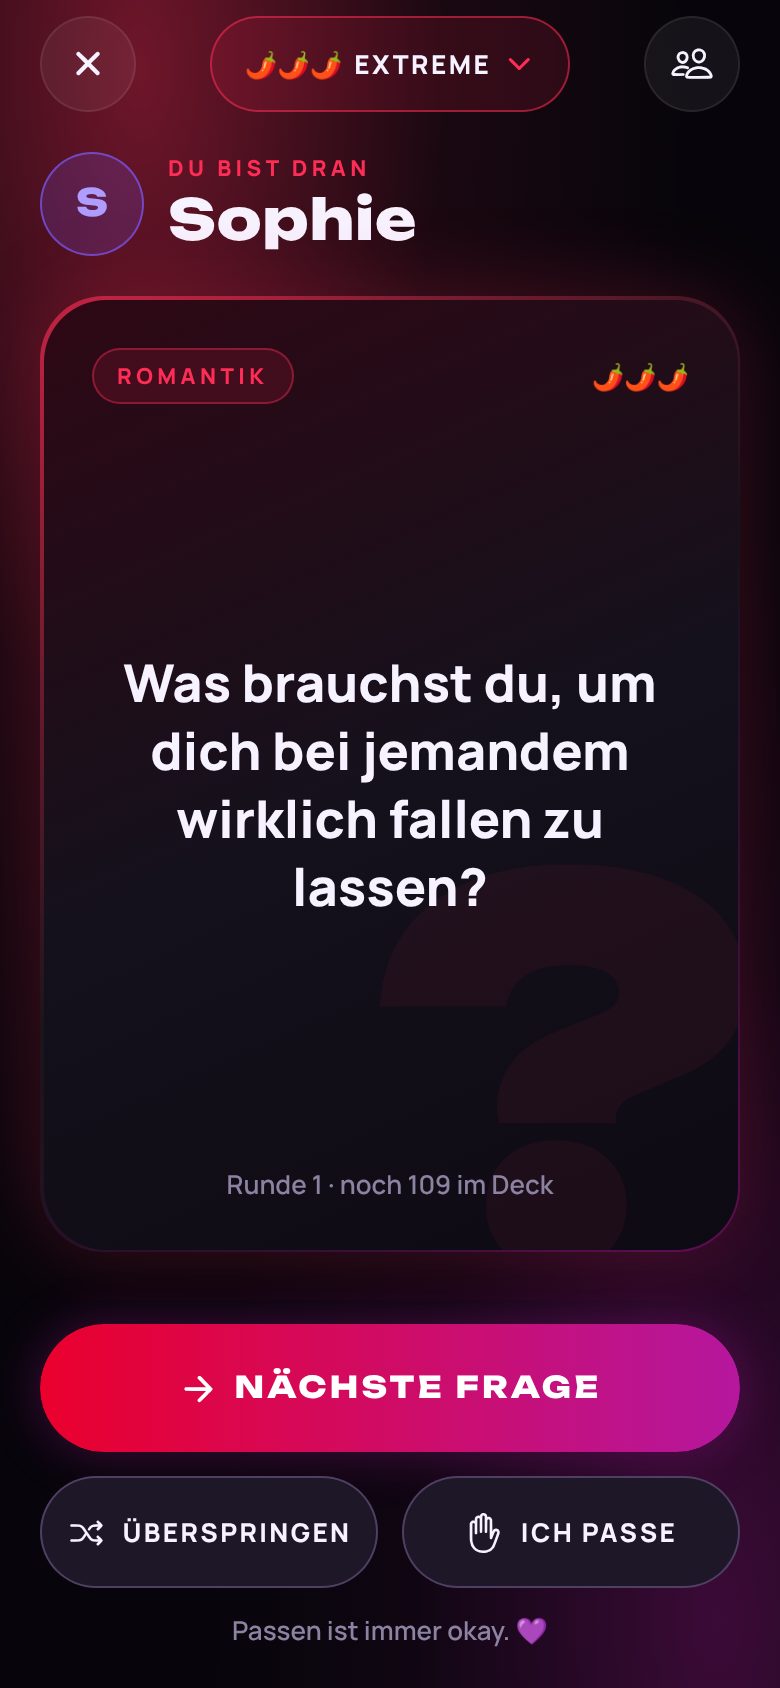 🌶️🌶️🌶️ EXTREME
S
DU BIST DRAN
Sophie
ROMANTIK
🌶️🌶️🌶️
Was brauchst du, um
dich bei jemandem
wirklich fallen zu
lassen?
?
Runde 1 · noch 109 im Deck
→ NÄCHSTE FRAGE
ÜBERSPRINGEN
ICH PASSE
Passen ist immer okay. 💜